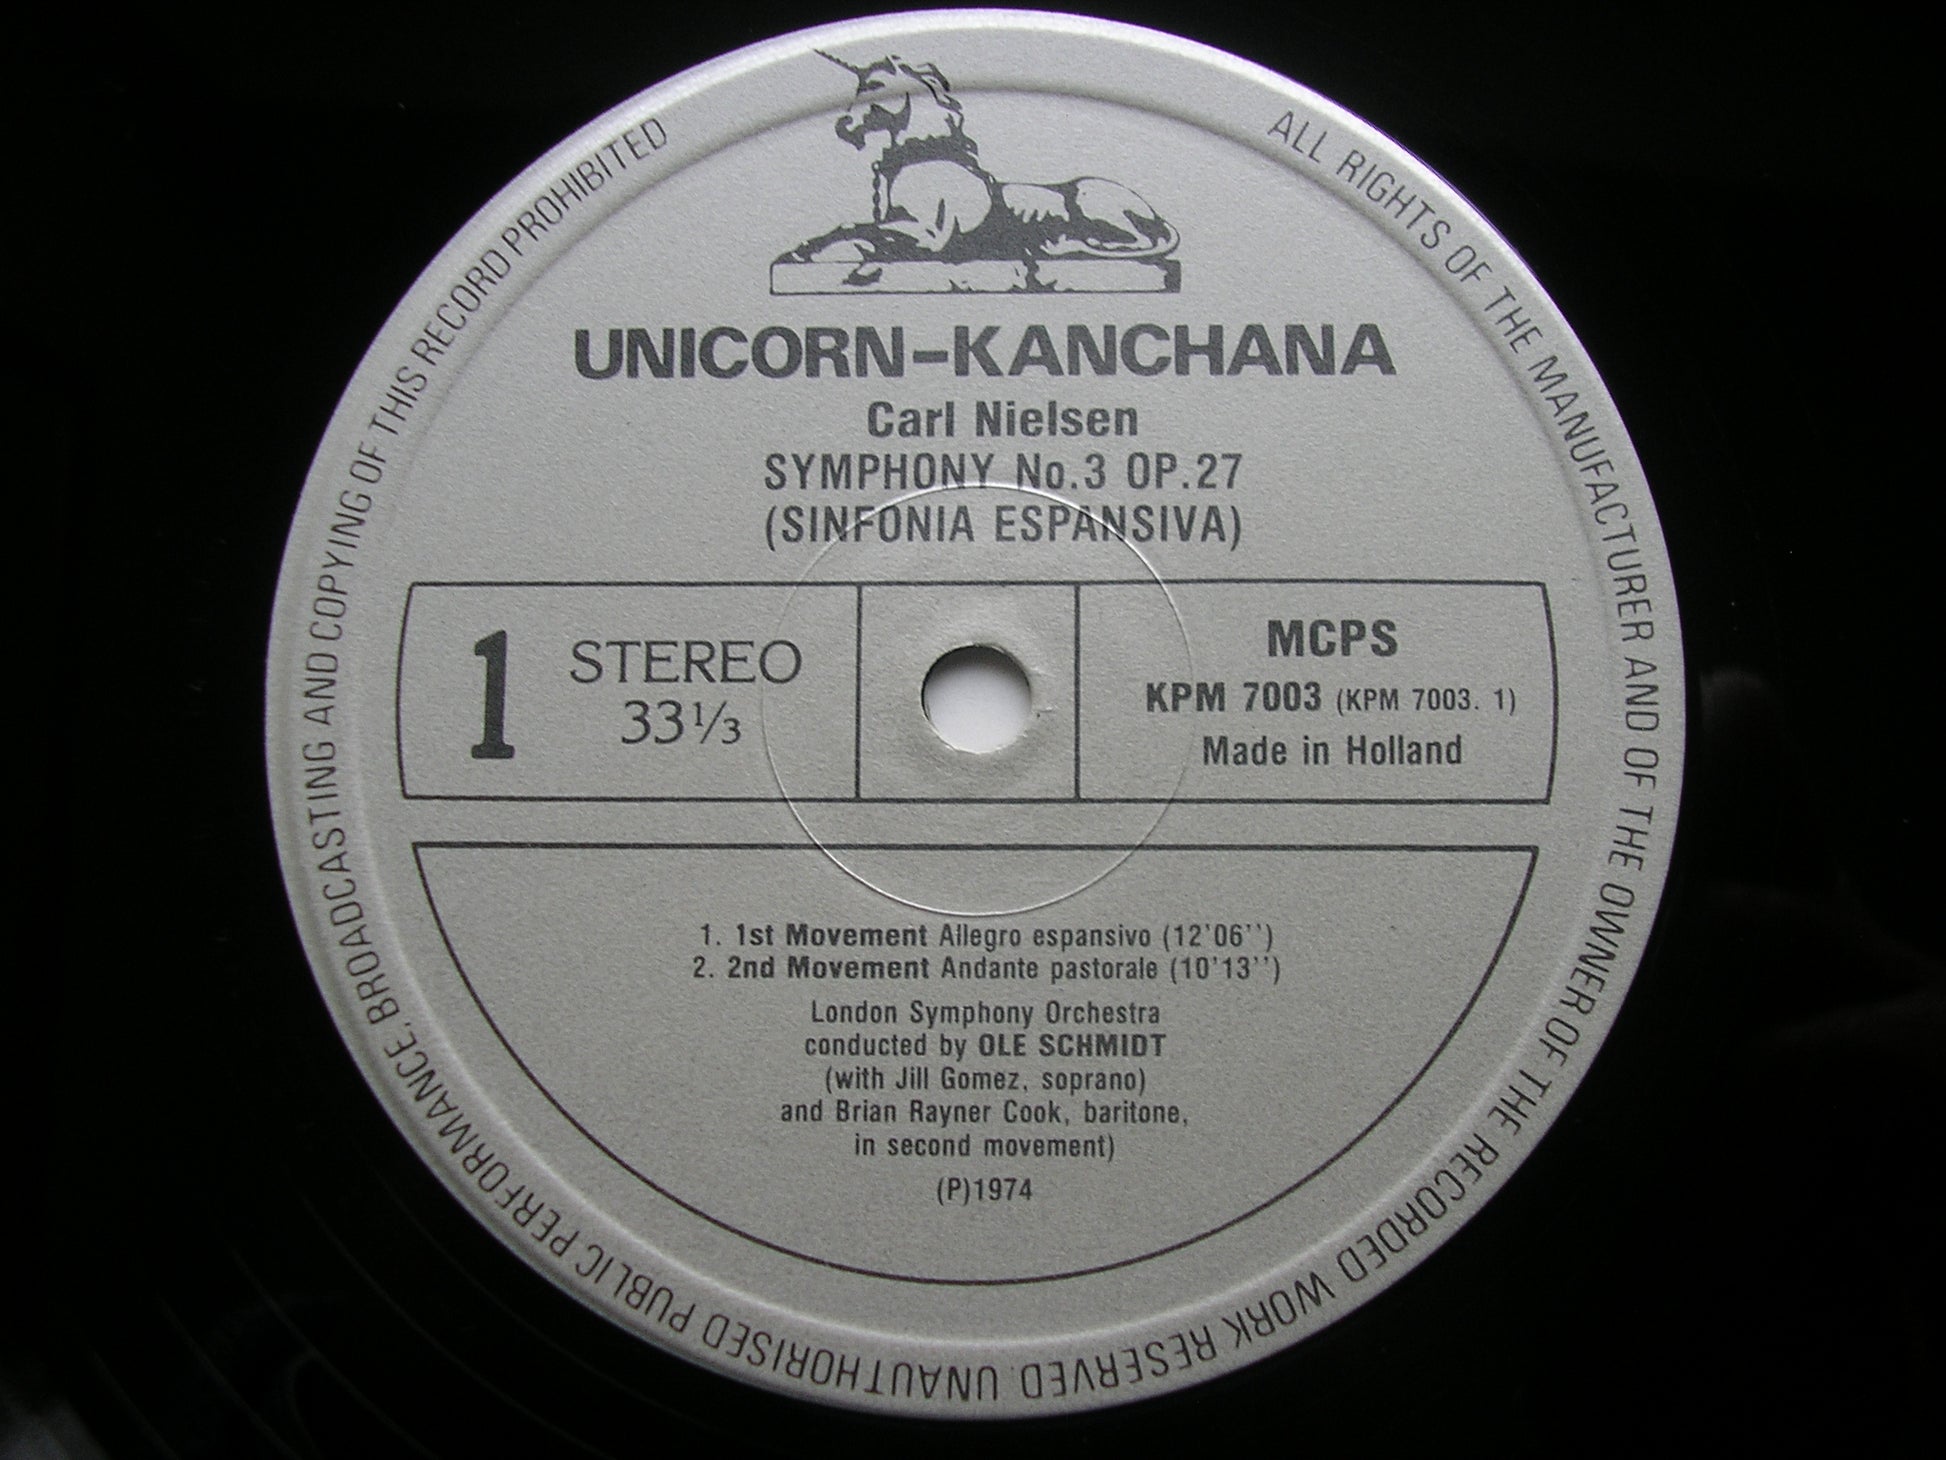 UNICORN-KANCHANA
Carl Nielsen
SYMPHONY No.3 OP.27
(SINFONIA ESPANSIVA)
1 STEREO
33⅓
MCPS
KPM 7003 (KPM 7003. 1)
Made in Holland
1. 1st Movement Allegro espansivo (12'06'')
2. 2nd Movement Andante pastorale (10'13'')
London Symphony Orchestra
conducted by OLE SCHMIDT
(with Jill Gomez, soprano)
and Brian Rayner Cook, baritone,
in second movement)
(P)1974
ALL RIGHTS OF THE MANUFACTURER AND OF THE OWNER OF THE RECORDED WORK RESERVED. UNAUTHORISED PUBLIC PERFORMANCE, BROADCASTING AND COPYING OF THIS RECORD PROHIBITED